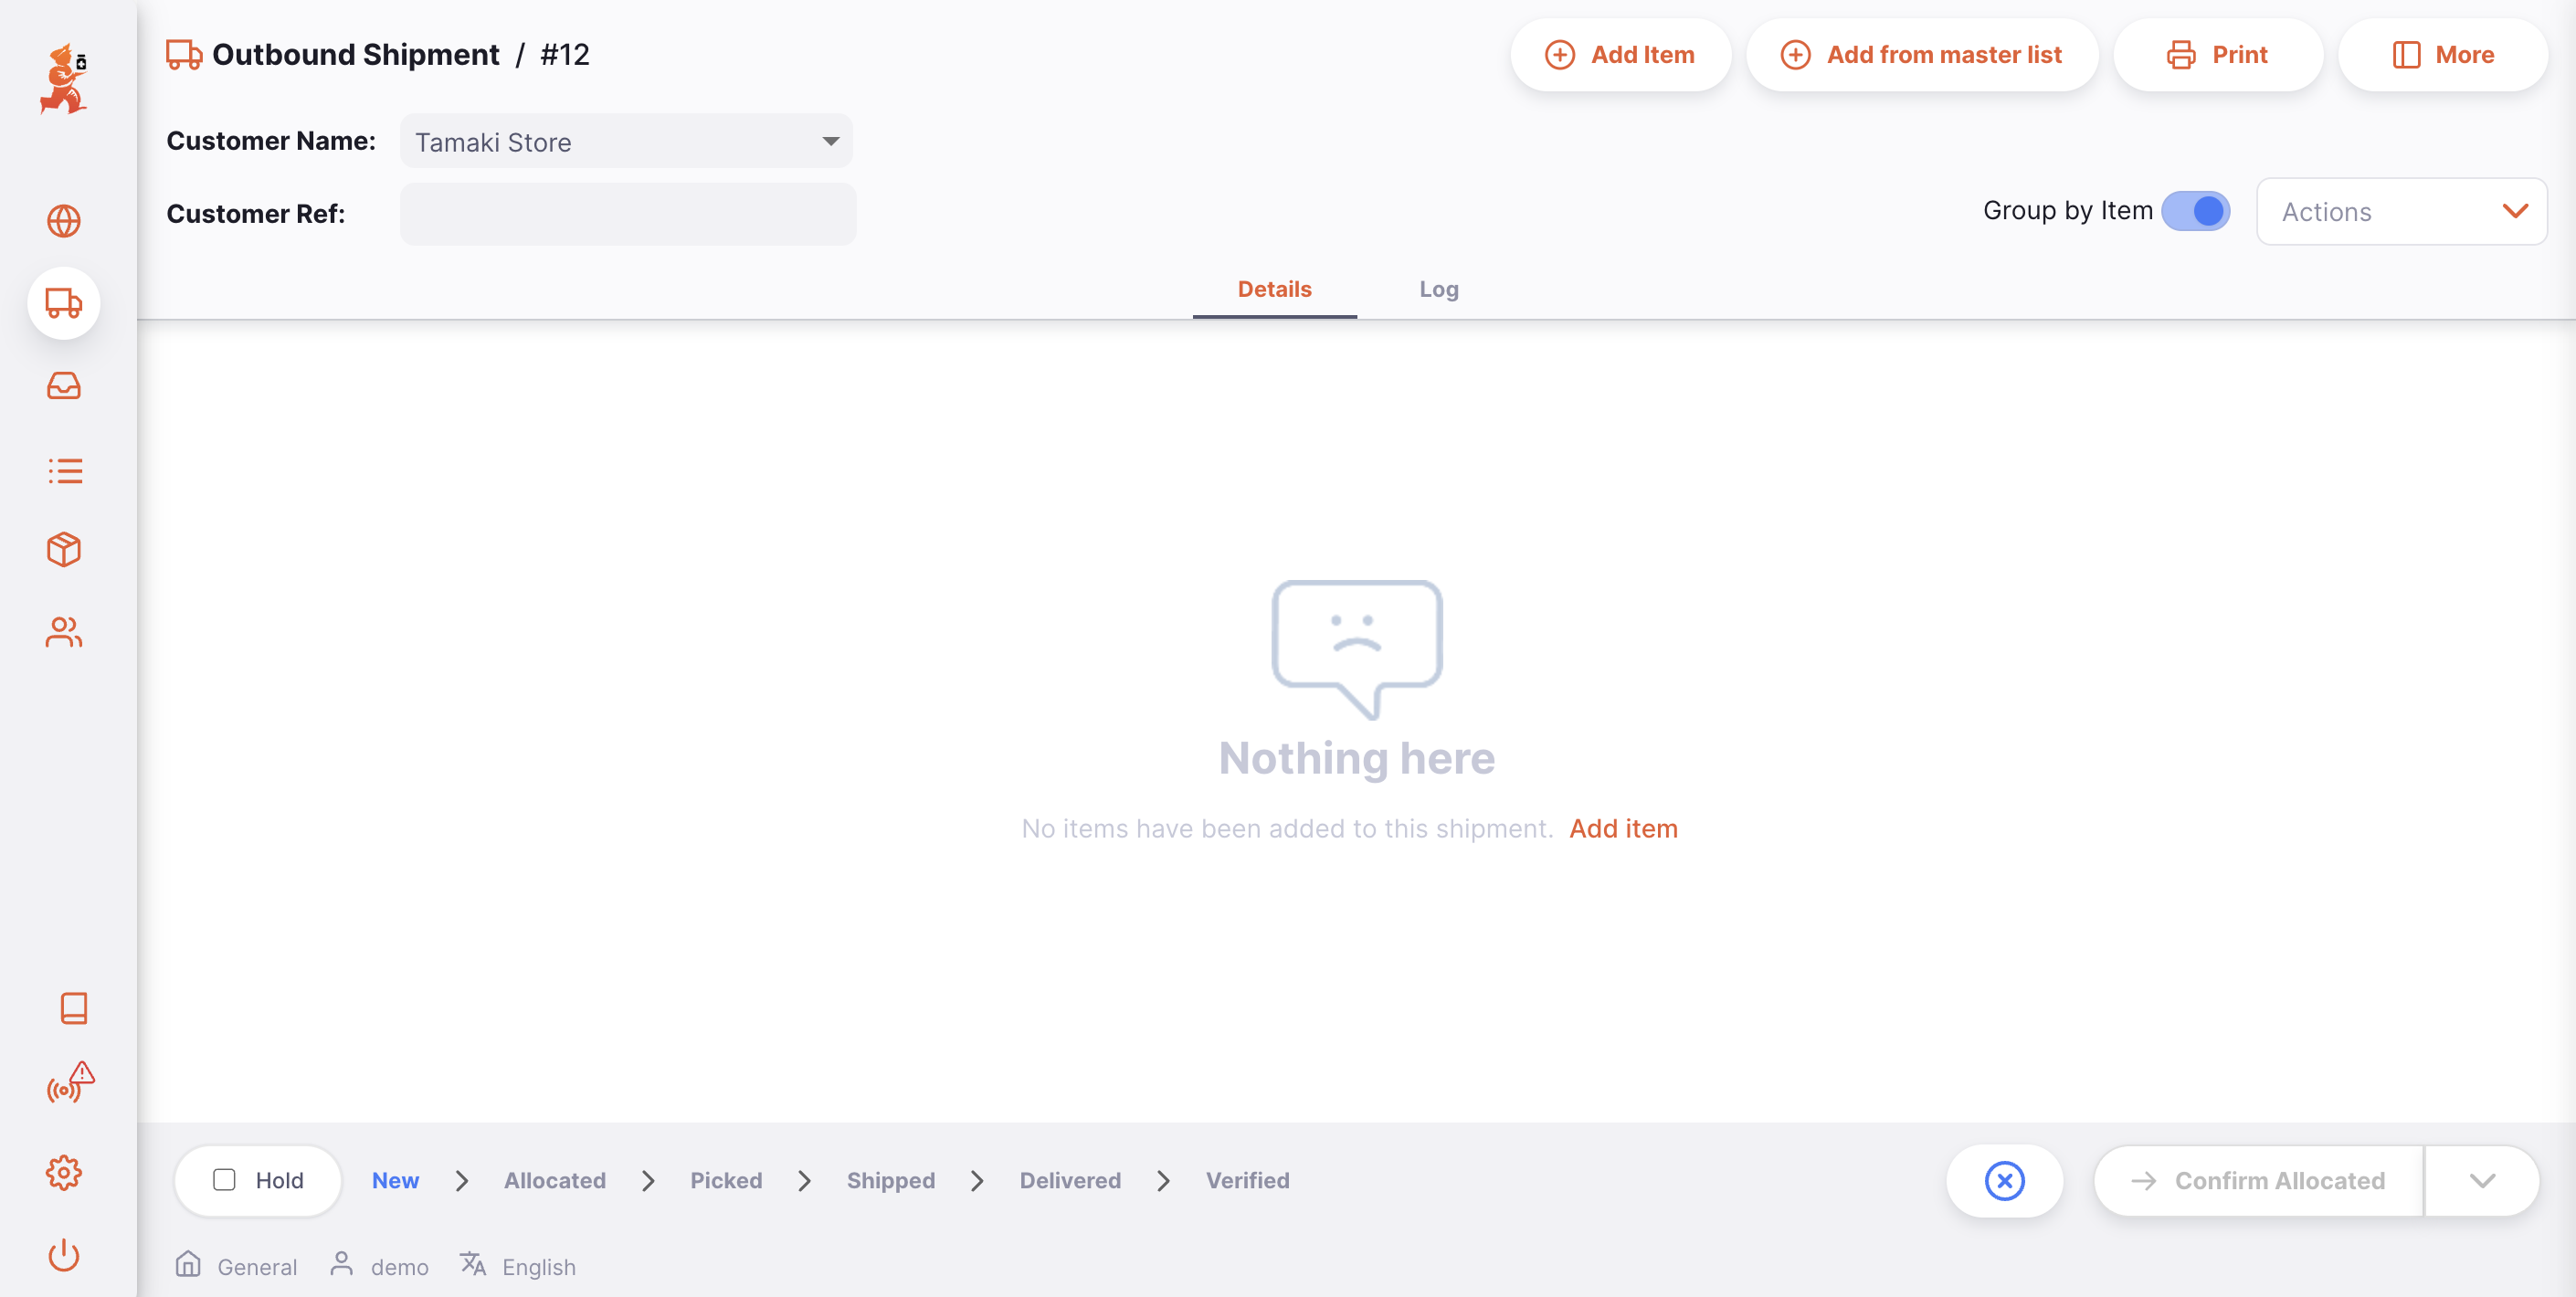 Outbound Shipment / #12
Add Item
Add from master list
Print
More
Customer Name: Tamaki Store
Customer Ref:
Group by Item
Actions
Details
Log
Nothing here
No items have been added to this shipment. Add item
Hold
New
Allocated
Picked
Shipped
Delivered
Verified
Confirm Allocated
General
demo
English